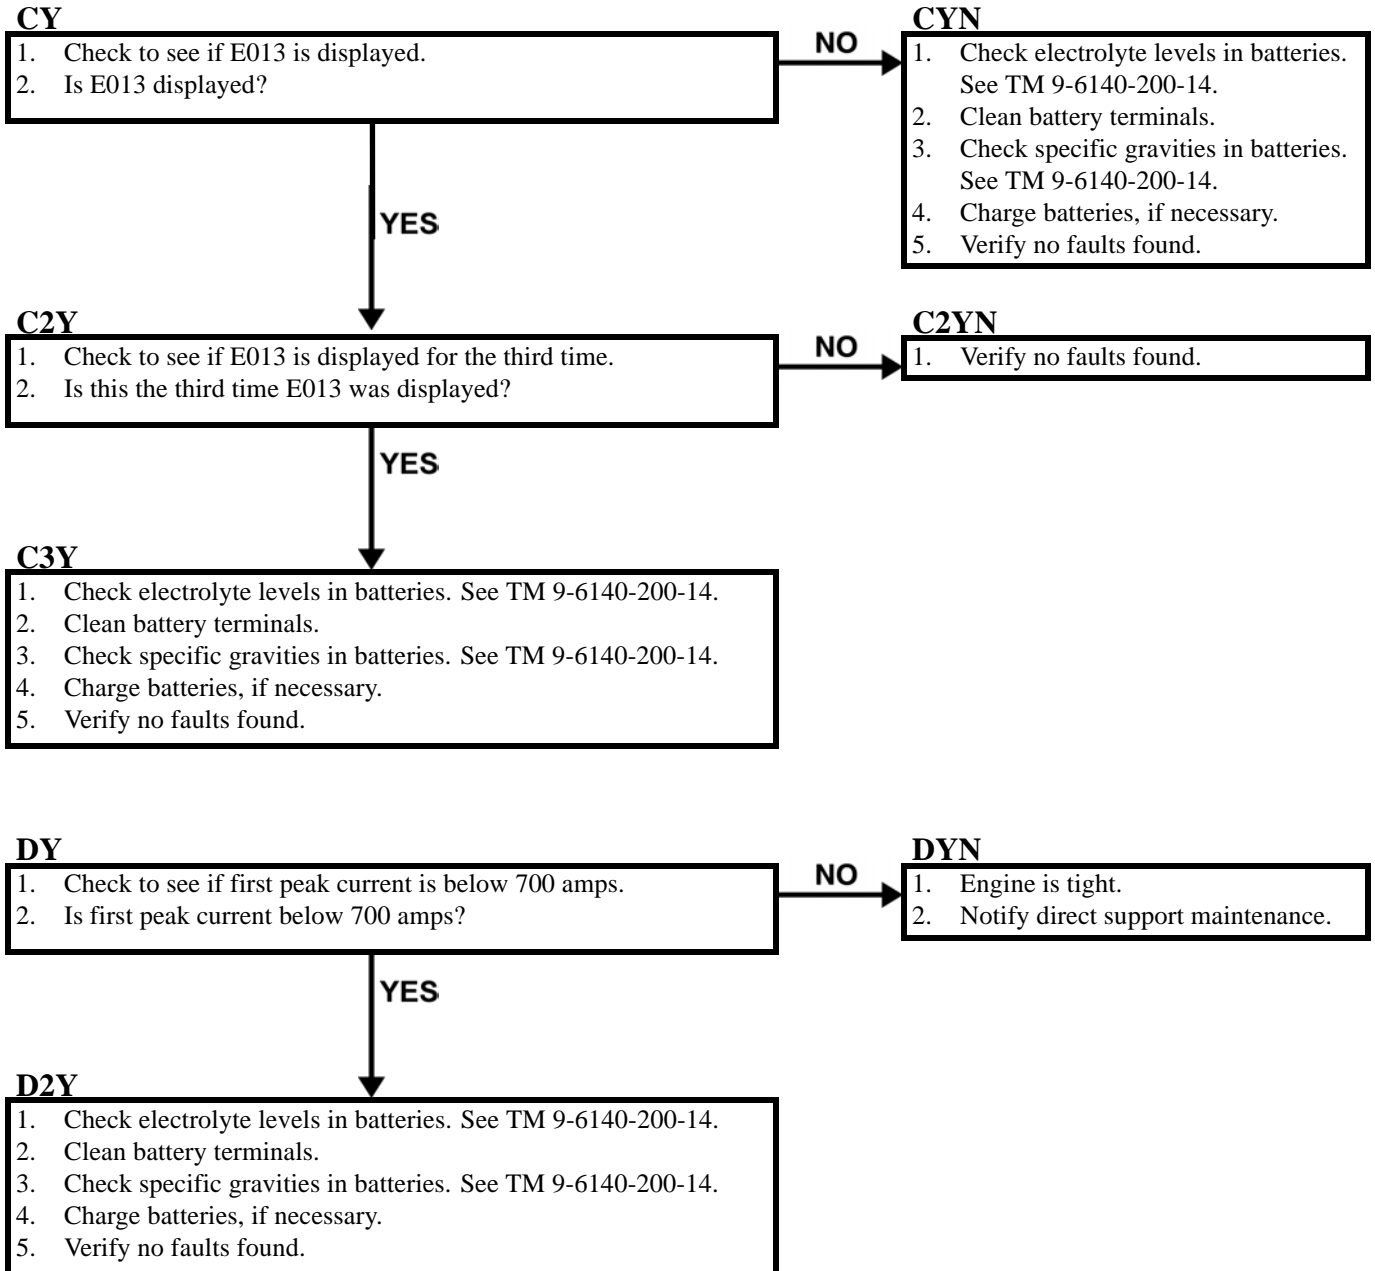 CY
1. Check to see if E013 is displayed.
2. Is E013 displayed?
NO
CYN
1. Check electrolyte levels in batteries.
See TM 9-6140-200-14.
2. Clean battery terminals.
3. Check specific gravities in batteries.
See TM 9-6140-200-14.
4. Charge batteries, if necessary.
5. Verify no faults found.
YES
C2Y
1. Check to see if E013 is displayed for the third time.
2. Is this the third time E013 was displayed?
NO
C2YN
1. Verify no faults found.
YES
C3Y
1. Check electrolyte levels in batteries. See TM 9-6140-200-14.
2. Clean battery terminals.
3. Check specific gravities in batteries. See TM 9-6140-200-14.
4. Charge batteries, if necessary.
5. Verify no faults found.
DY
1. Check to see if first peak current is below 700 amps.
2. Is first peak current below 700 amps?
NO
DYN
1. Engine is tight.
2. Notify direct support maintenance.
YES
D2Y
1. Check electrolyte levels in batteries. See TM 9-6140-200-14.
2. Clean battery terminals.
3. Check specific gravities in batteries. See TM 9-6140-200-14.
4. Charge batteries, if necessary.
5. Verify no faults found.